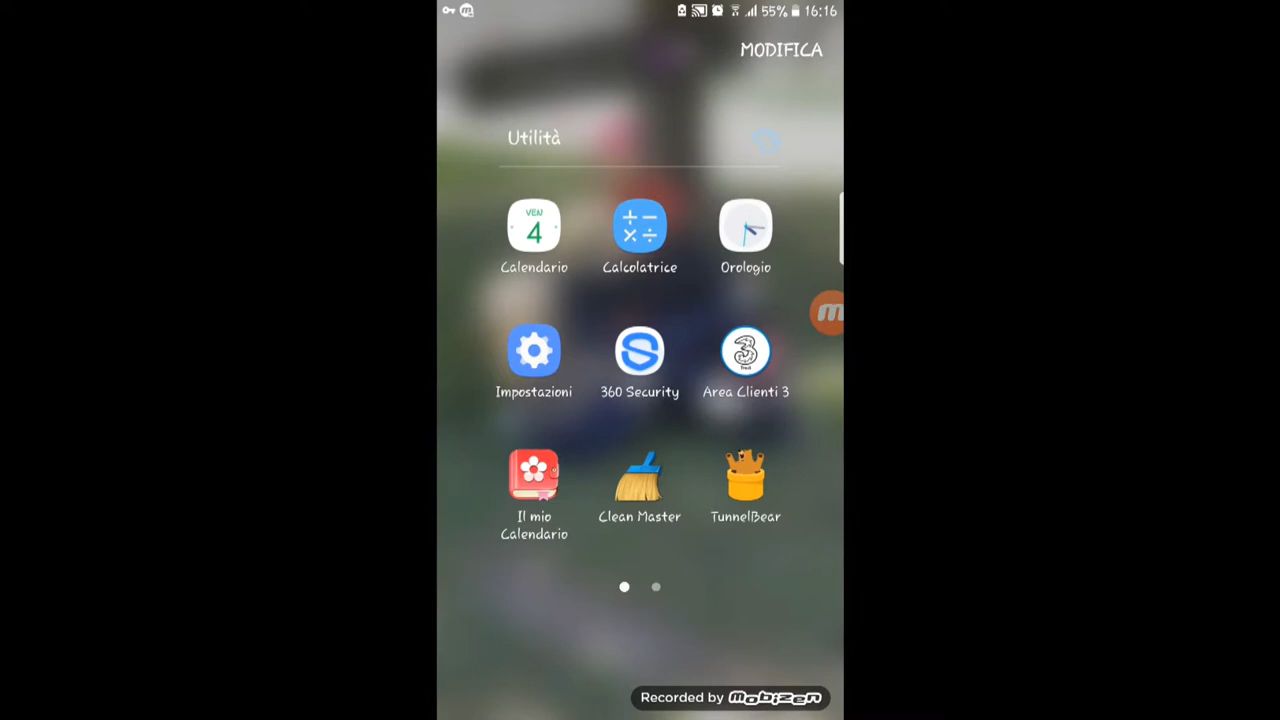 55% 16:16
MODIFICA
Utilità
VEN
4
Calendario
Calcolatrice
Orologio
Impostazioni
360 Security
3
Area Clienti 3
Il mio
Calendario
Clean Master
TunnelBear
Recorded by mobizen